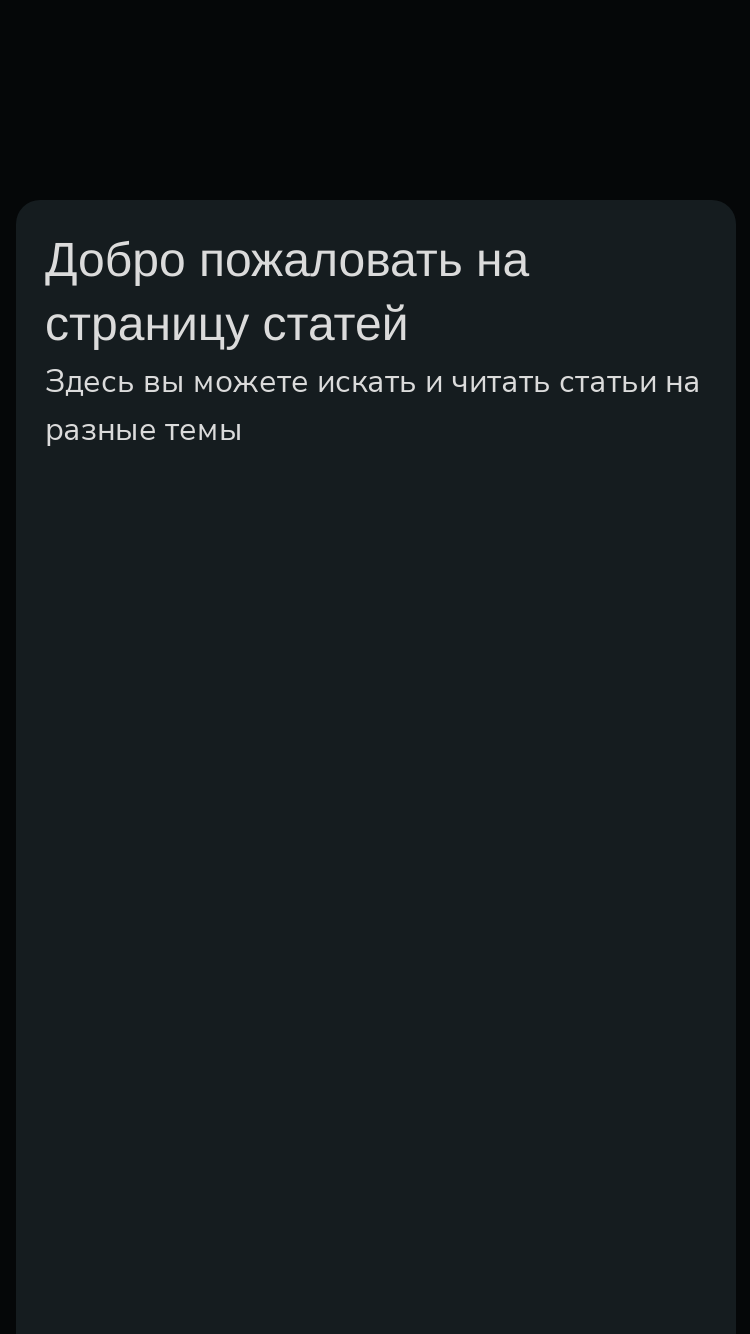 Добро пожаловать на
страницу статей
Здесь вы можете искать и читать статьи на
разные темы